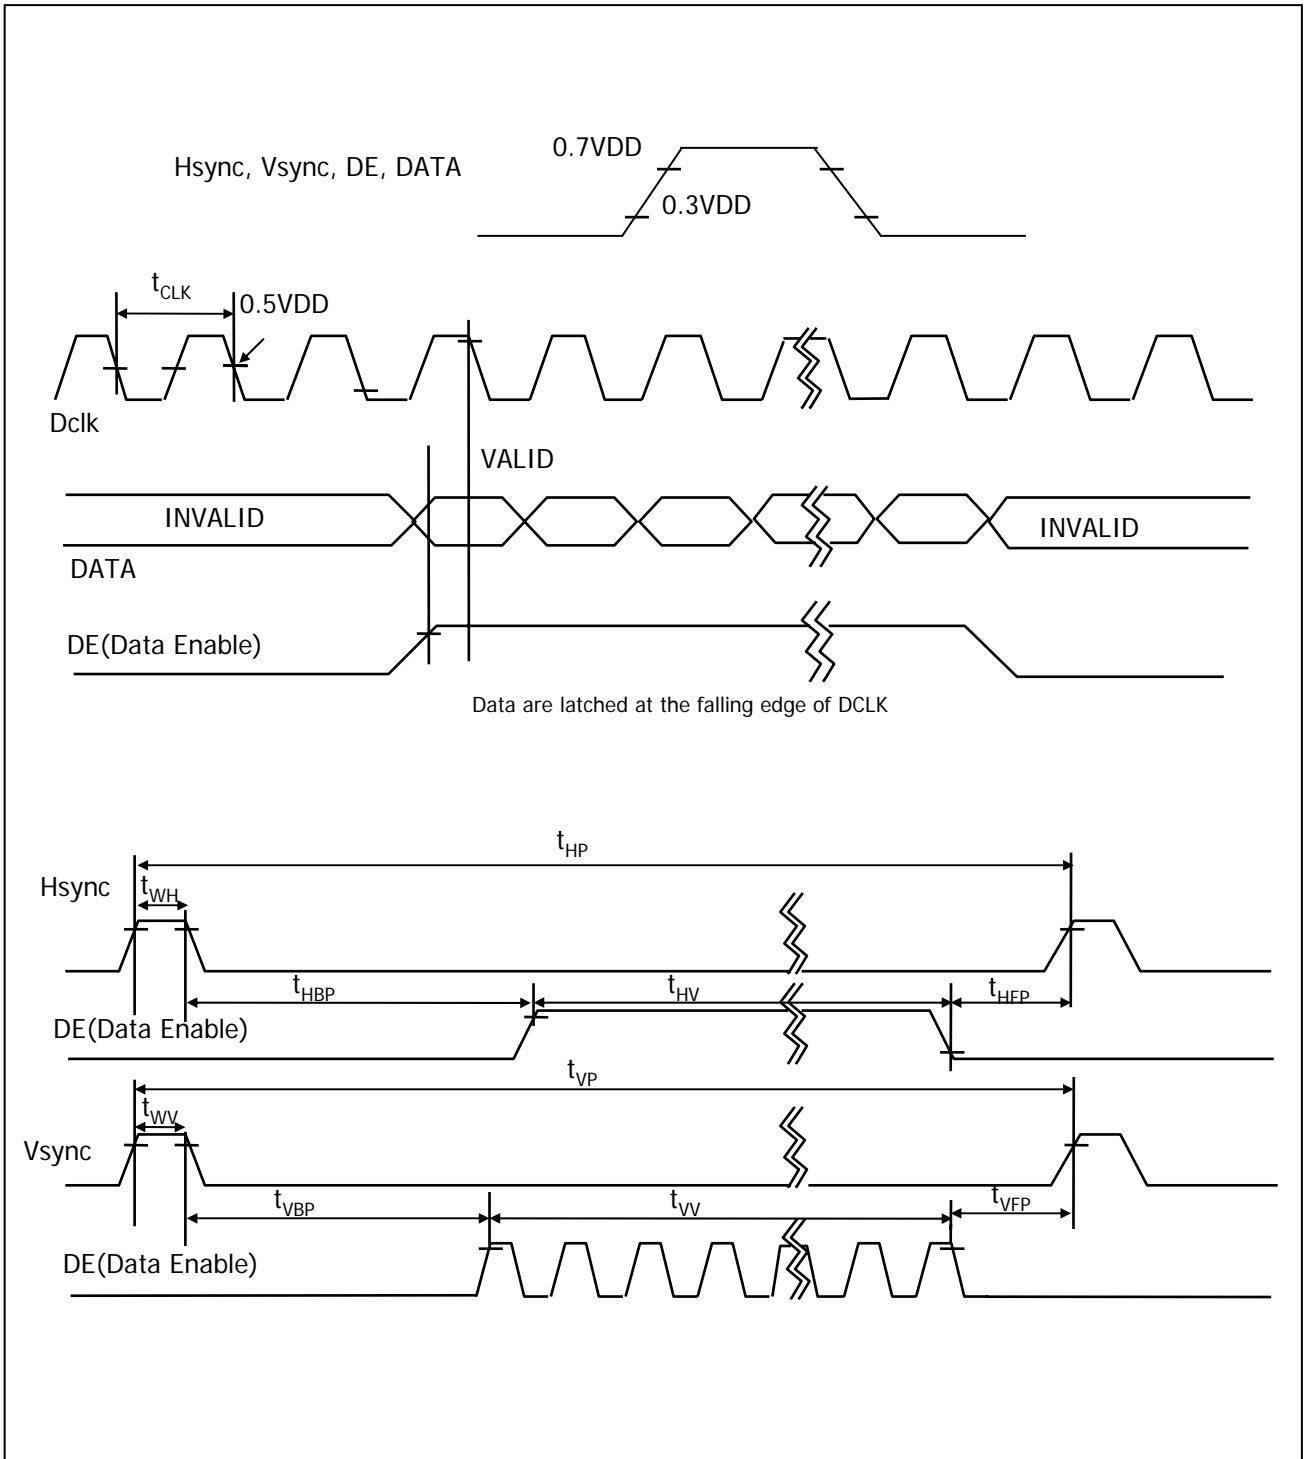 0.7VDD
Hsync, Vsync, DE, DATA
0.3VDD
tCLK
0.5VDD
Dclk
VALID
INVALID
INVALID
DATA
DE(Data Enable)
Data are latched at the falling edge of DCLK
tHP
Hsync
tWH
tHBP
tHV
tHFP
DE(Data Enable)
tVP
tWV
Vsync
tVBP
tVV
tVFP
DE(Data Enable)